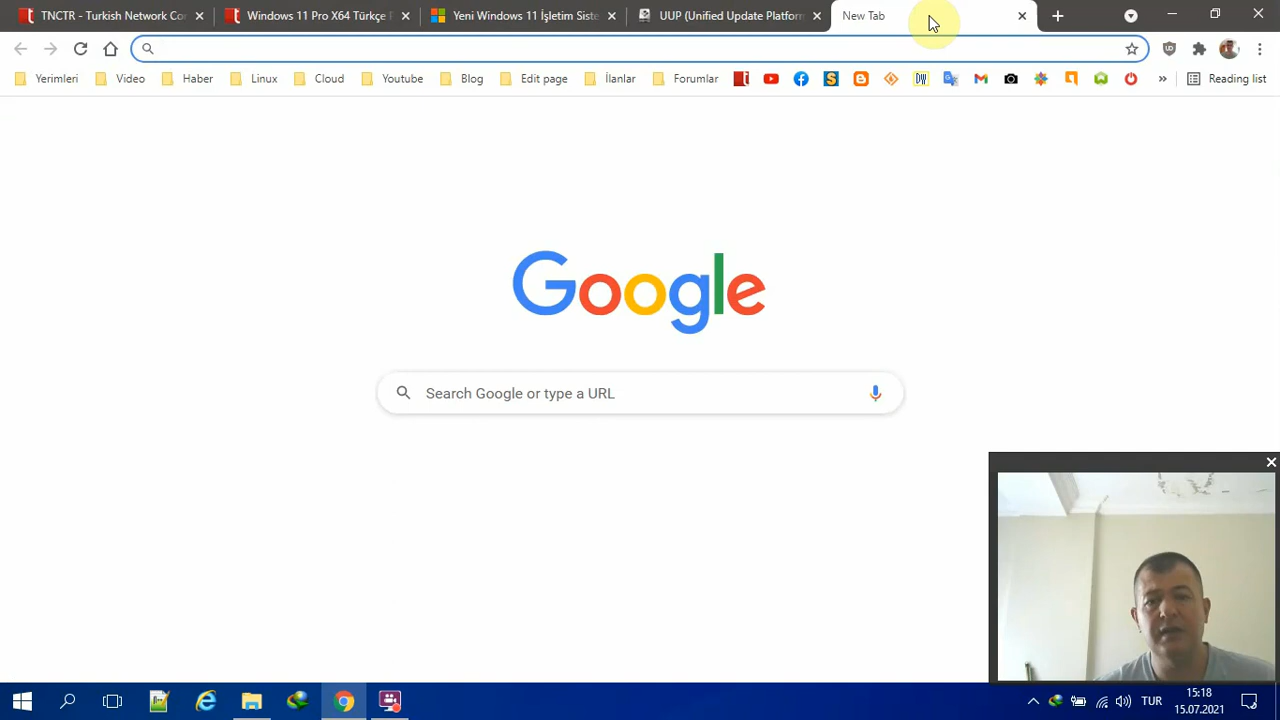 TNCTR - Turkish Network Co
Windows 11 Pro X64 Türkçe
Yeni Windows 11 İşletim Siste
UUP (Unified Update Platform
New Tab
Yerimleri
Video
Haber
Linux
Cloud
Youtube
Blog
Edit page
İlanlar
Forumlar
DW
»
Reading list
Google
Search Google or type a URL
TUR
15:18
15.07.2021